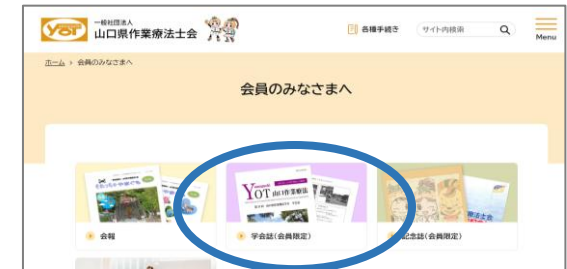 YOT
一般社団法人
山口県作業療法士会
各種手続き
サイト内検索
Menu
ホーム > 会員のみなさまへ
会員のみなさまへ
YOT 山口作業療法
会報
学会誌（会員限定）
記念誌（会員限定）